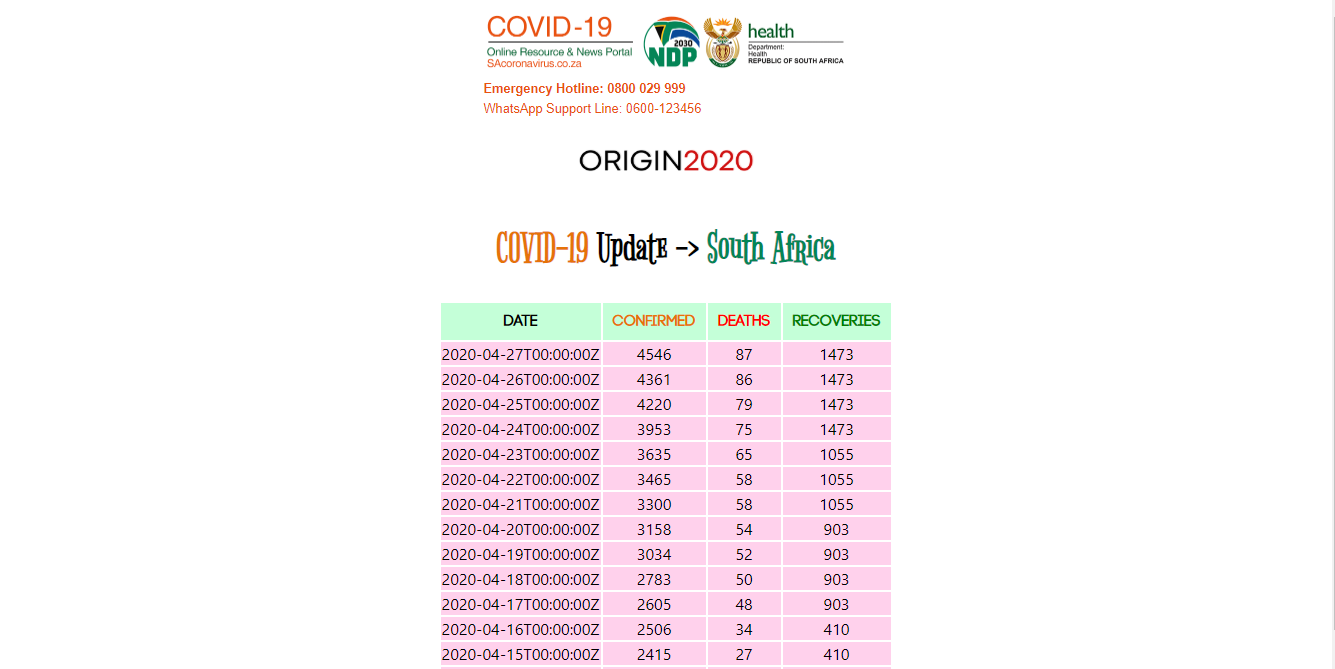 COVID-19
Online Resource & News Portal
SAcoronavirus.co.za
2030
NDP
health
Department:
Health
REPUBLIC OF SOUTH AFRICA
Emergency Hotline: 0800 029 999
WhatsApp Support Line: 0600-123456
ORIGIN2020
COVID-19 Update -> South Africa
DATE CONFIRMED DEATHS RECOVERIES
2020-04-27T00:00:00Z 4546 87 1473
2020-04-26T00:00:00Z 4361 86 1473
2020-04-25T00:00:00Z 4220 79 1473
2020-04-24T00:00:00Z 3953 75 1473
2020-04-23T00:00:00Z 3635 65 1055
2020-04-22T00:00:00Z 3465 58 1055
2020-04-21T00:00:00Z 3300 58 1055
2020-04-20T00:00:00Z 3158 54 903
2020-04-19T00:00:00Z 3034 52 903
2020-04-18T00:00:00Z 2783 50 903
2020-04-17T00:00:00Z 2605 48 903
2020-04-16T00:00:00Z 2506 34 410
2020-04-15T00:00:00Z 2415 27 410